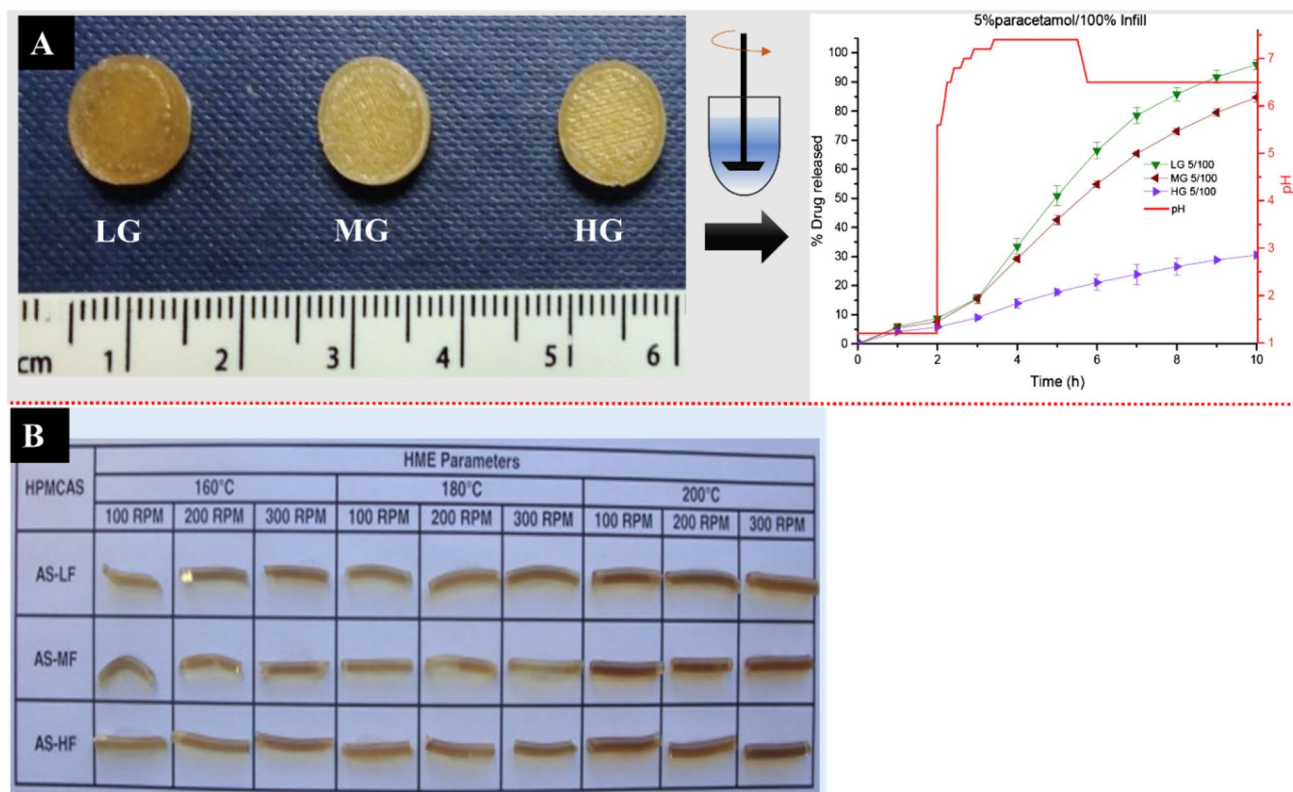 A
LG
MG
HG
cm 1 2 3 4 5 6
5%paracetamol/100% Infill
% Drug released
100
90
80
70
60
50
40
30
20
10
0
0 2 4 6 8 10
Time (h)
LG 5/100
MG 5/100
HG 5/100
pH
7
6
5
4
3
2
1
pH
B
HPMCAS
HME Parameters
160°C 180°C 200°C
100 RPM 200 RPM 300 RPM 100 RPM 200 RPM 300 RPM 100 RPM 200 RPM 300 RPM
AS-LF
AS-MF
AS-HF